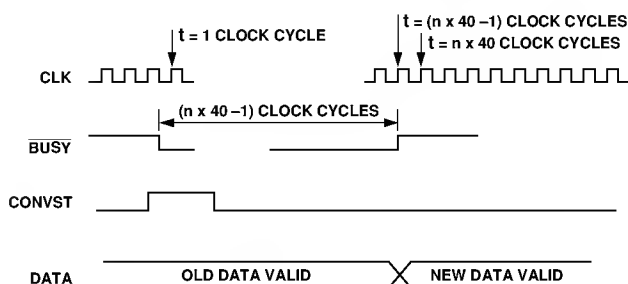 t = (n x 40 –1) CLOCK CYCLES
t = 1 CLOCK CYCLE
t = n x 40 CLOCK CYCLES
CLK
(n x 40 –1) CLOCK CYCLES
BUSY
CONVST
DATA
OLD DATA VALID
NEW DATA VALID